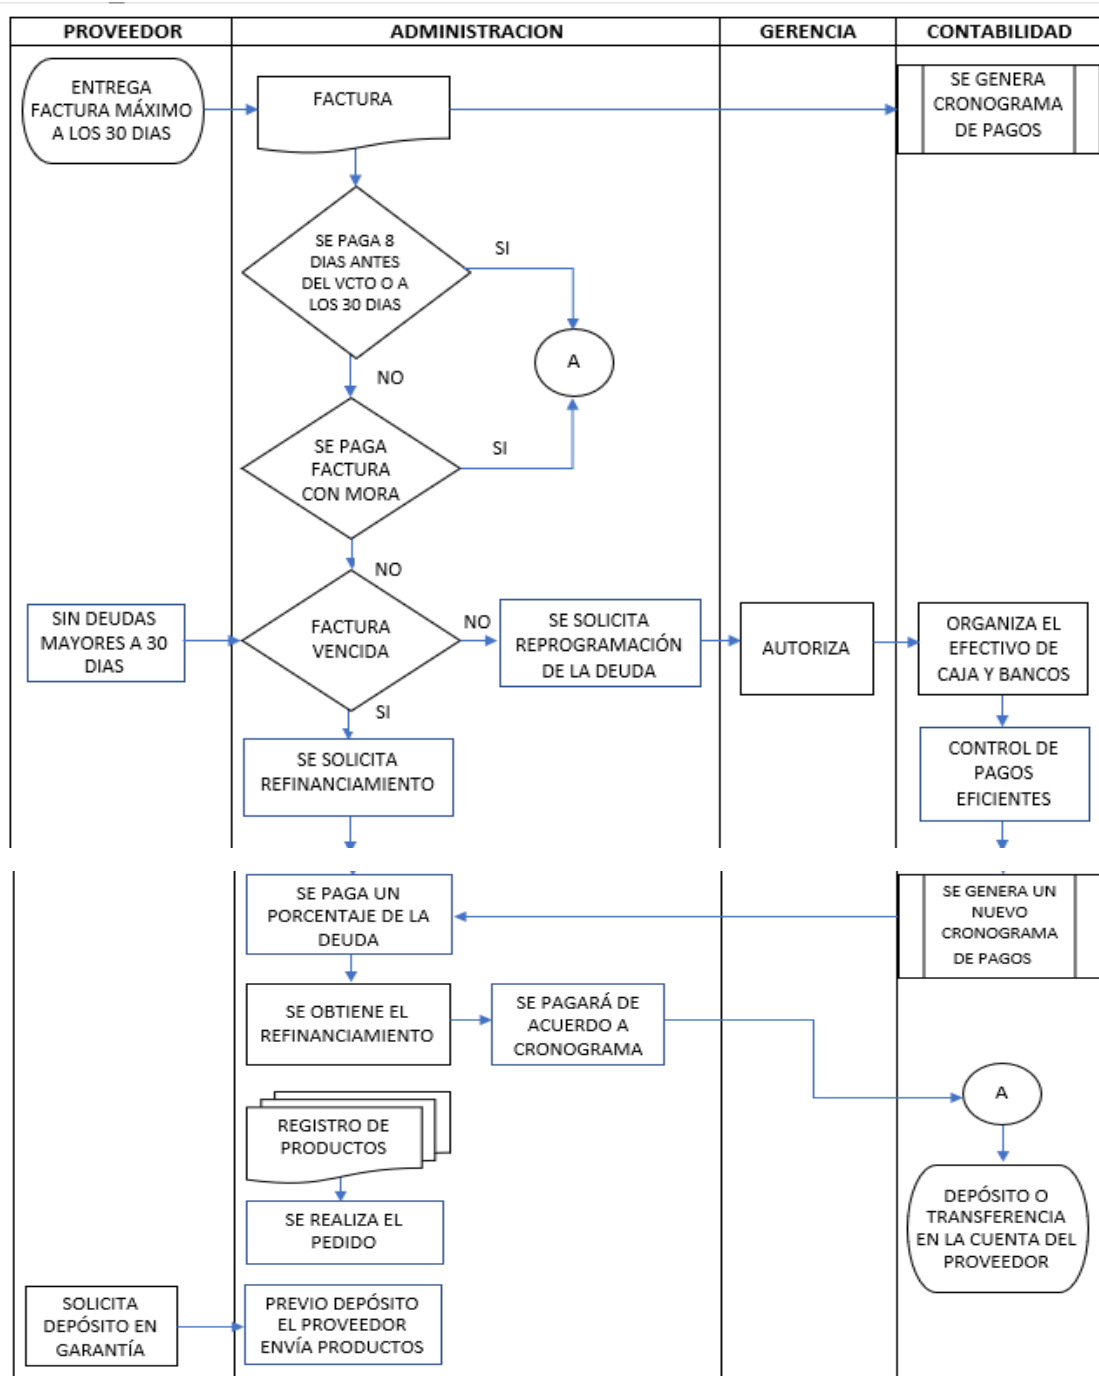 PROVEEDOR
ADMINISTRACION
GERENCIA
CONTABILIDAD
ENTREGA
FACTURA MÁXIMO
A LOS 30 DIAS
FACTURA
SE GENERA
CRONOGRAMA
DE PAGOS
SE PAGA 8
DIAS ANTES
DEL VCTO O A
LOS 30 DIAS
SI
A
NO
SE PAGA
FACTURA
CON MORA
SI
NO
SIN DEUDAS
MAYORES A 30
DIAS
FACTURA
VENCIDA
NO
SE SOLICITA
REPROGRAMACIÓN
DE LA DEUDA
AUTORIZA
ORGANIZA EL
EFECTIVO DE
CAJA Y BANCOS
SI
SE SOLICITA
REFINANCIAMIENTO
CONTROL DE
PAGOS
EFICIENTES
SE PAGA UN
PORCENTAJE DE LA
DEUDA
SE GENERA UN
NUEVO
CRONOGRAMA
DE PAGOS
SE OBTIENE EL
REFINANCIAMIENTO
SE PAGARÁ DE
ACUERDO A
CRONOGRAMA
A
REGISTRO DE
PRODUCTOS
SE REALIZA EL
PEDIDO
DEPÓSITO O
TRANSFERENCIA
EN LA CUENTA DEL
PROVEEDOR
SOLICITA
DEPÓSITO EN
GARANTÍA
PREVIO DEPÓSITO
EL PROVEEDOR
ENVÍA PRODUCTOS